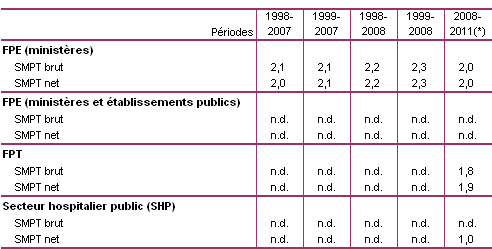 Périodes 1998-2007 1999-2007 1998-2008 1999-2008 2008-2011(*)
FPE (ministères)
SMPT brut 2,1 2,1 2,2 2,3 2,0
SMPT net 2,0 2,1 2,2 2,3 2,0
FPE (ministères et établissements publics)
SMPT brut n.d. n.d. n.d. n.d. n.d.
SMPT net n.d. n.d. n.d. n.d. n.d.
FPT
SMPT brut n.d. n.d. n.d. n.d. 1,8
SMPT net n.d. n.d. n.d. n.d. 1,9
Secteur hospitalier public (SHP)
SMPT brut n.d. n.d. n.d. n.d. n.d.
SMPT net n.d. n.d. n.d. n.d. 1,0